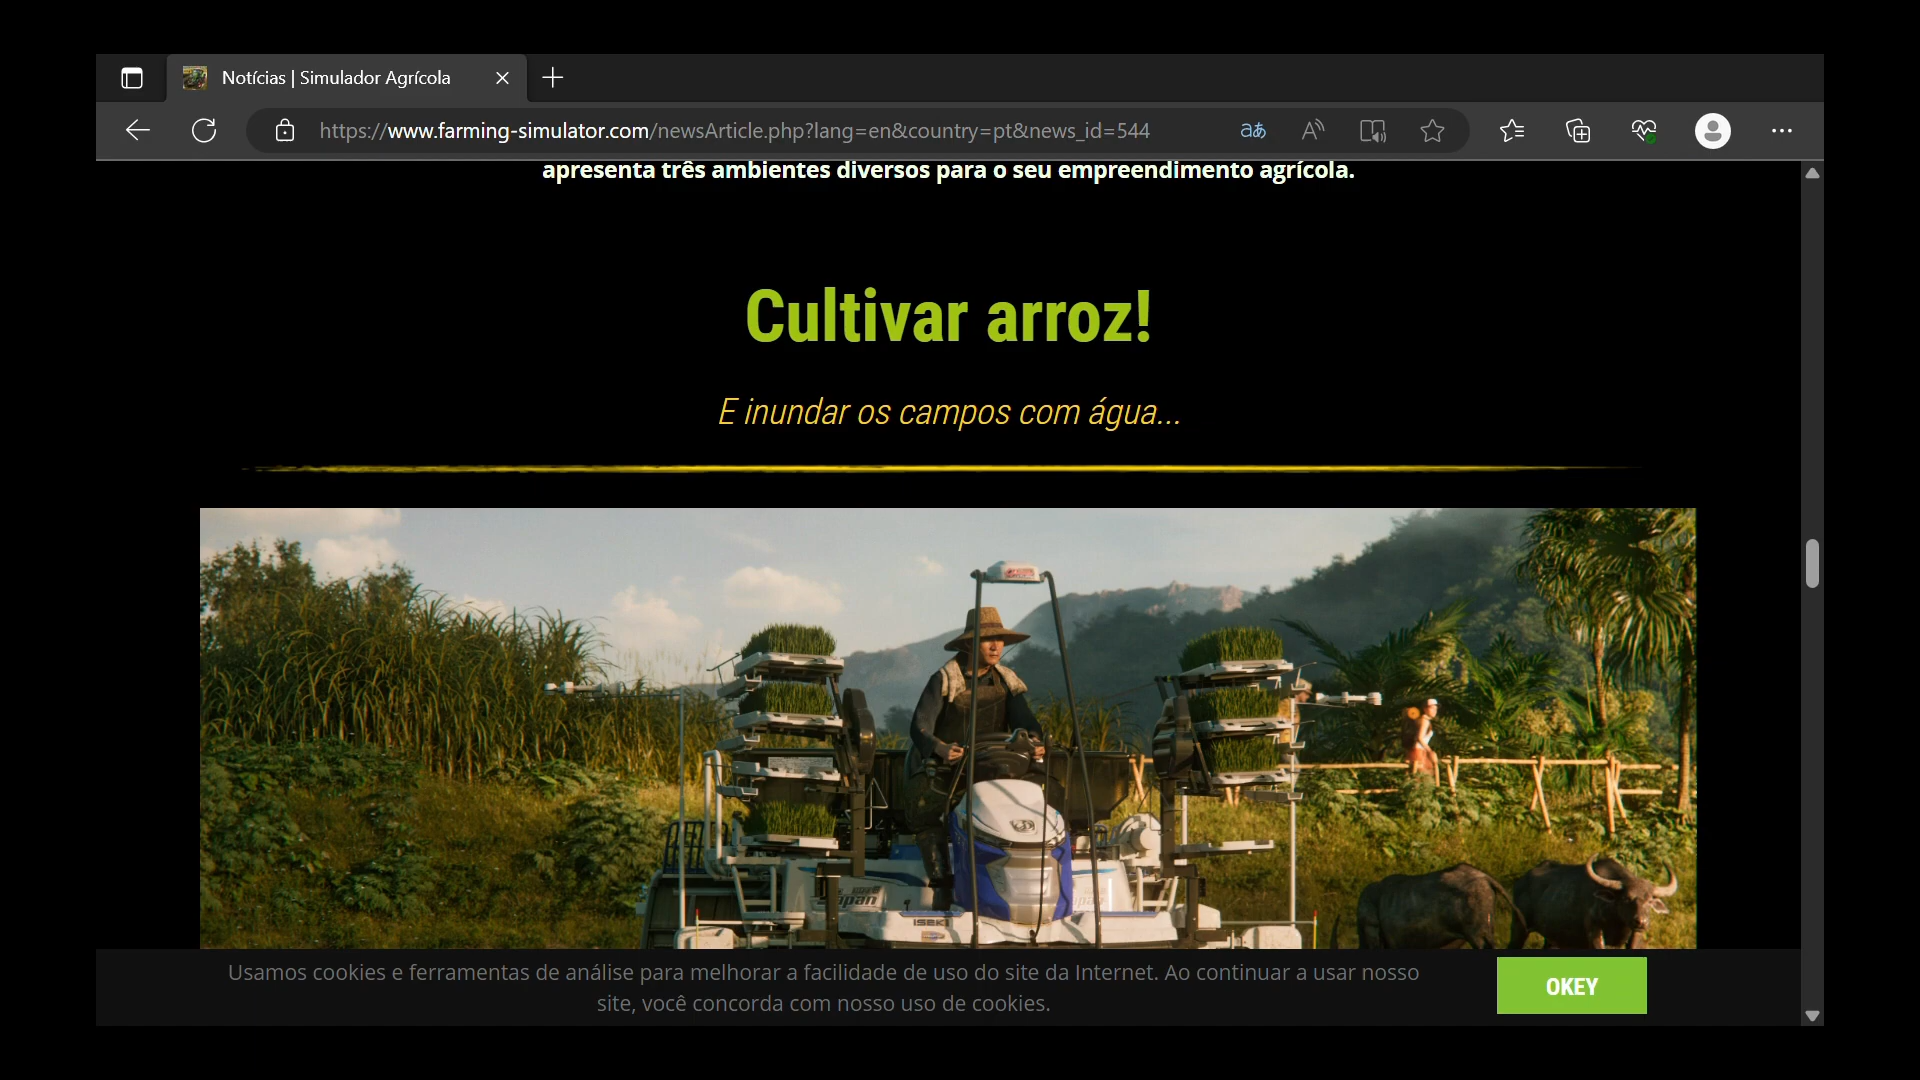 Notícias | Simulador Agrícola
https://www.farming-simulator.com/newsArticle.php?lang=en&country=pt&news_id=544
apresenta três ambientes diversos para o seu empreendimento agrícola.
Cultivar arroz!
E inundar os campos com água...
Japan
ISEKI
Usamos cookies e ferramentas de análise para melhorar a facilidade de uso do site da Internet. Ao continuar a usar nosso
site, você concorda com nosso uso de cookies.
OKEY